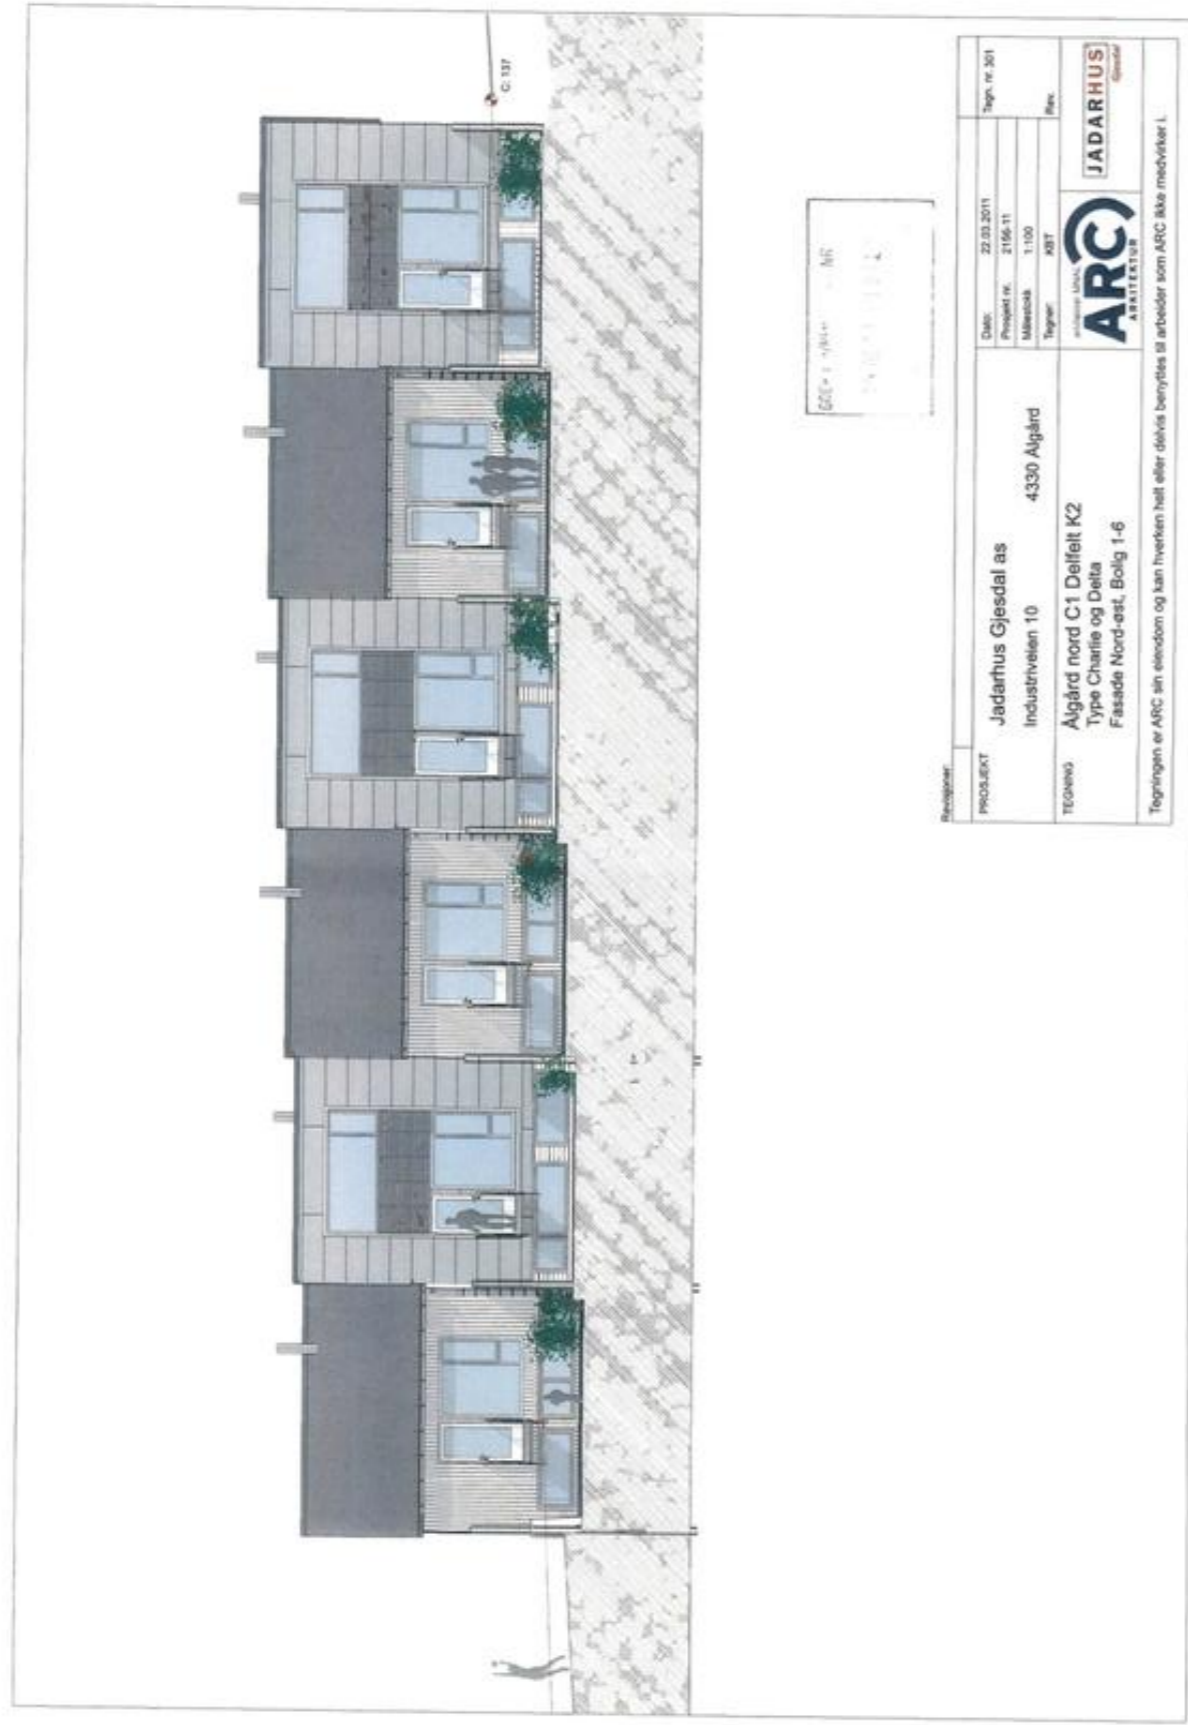 C: 137
Revisjoner:
PROSJEKT
Jadarhus Gjesdal as
Industriveien 10 4330 Ålgård
Dato: 22.03.2011
Prosjekt nr. 2156-11
Målestokk 1:100
Tegner: KBT
Tegn. nr. 301
Rev.
TEGNING
Ålgård nord C1 Delfelt K2
Type Charlie og Delta
Fasade Nord-øst, Bolig 1-6
ARC
ARKITEKTUR
JADARHUS
Gjesdal
Tegningen er ARC sin eiendom og kan hverken helt eller delvis benyttes til arbeider som ARC ikke medvirker i.